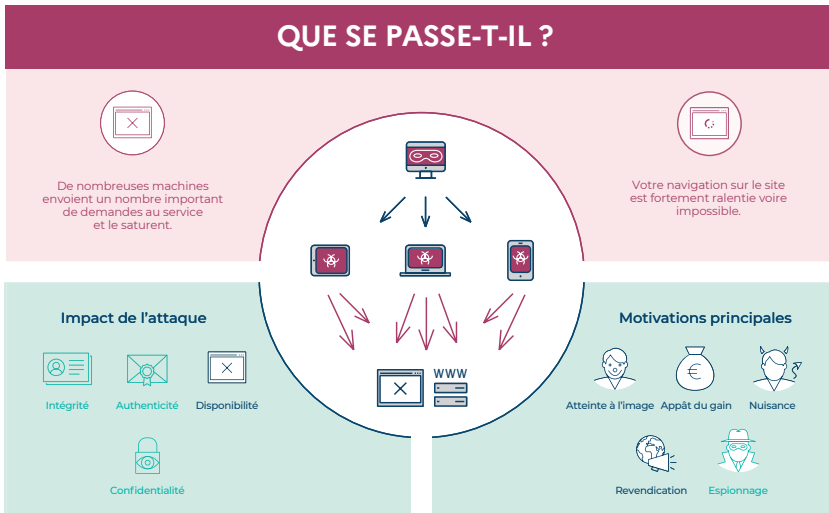 QUE SE PASSE-T-IL ?
De nombreuses machines
envoient un nombre important
de demandes au service
et le saturent.
Votre navigation sur le site
est fortement ralentie voire
impossible.
WWW
Impact de l'attaque
Intégrité
Authenticité
Disponibilité
Confidentialité
Motivations principales
Atteinte à l'image
Appât du gain
Nuisance
Revendication
Espionnage